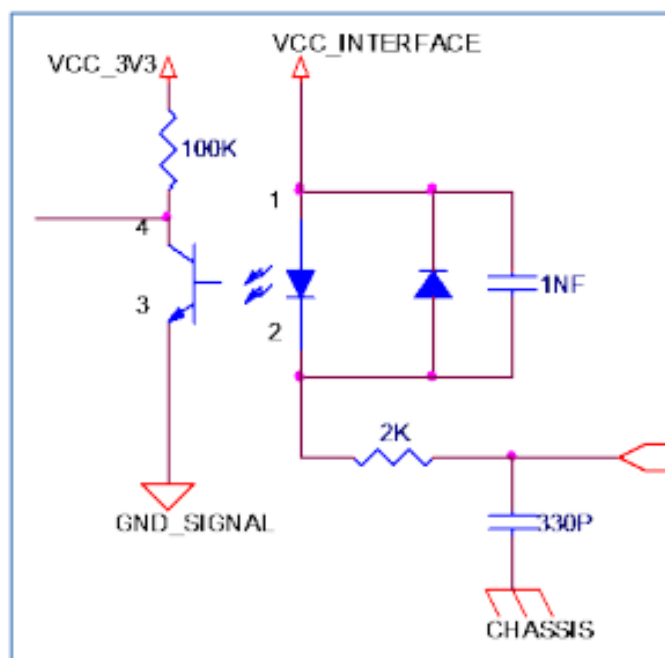 VCC_3V3
VCC_INTERFACE
100K
1
4
3
2
1NF
2K
GND_SIGNAL
330P
CHASSIS